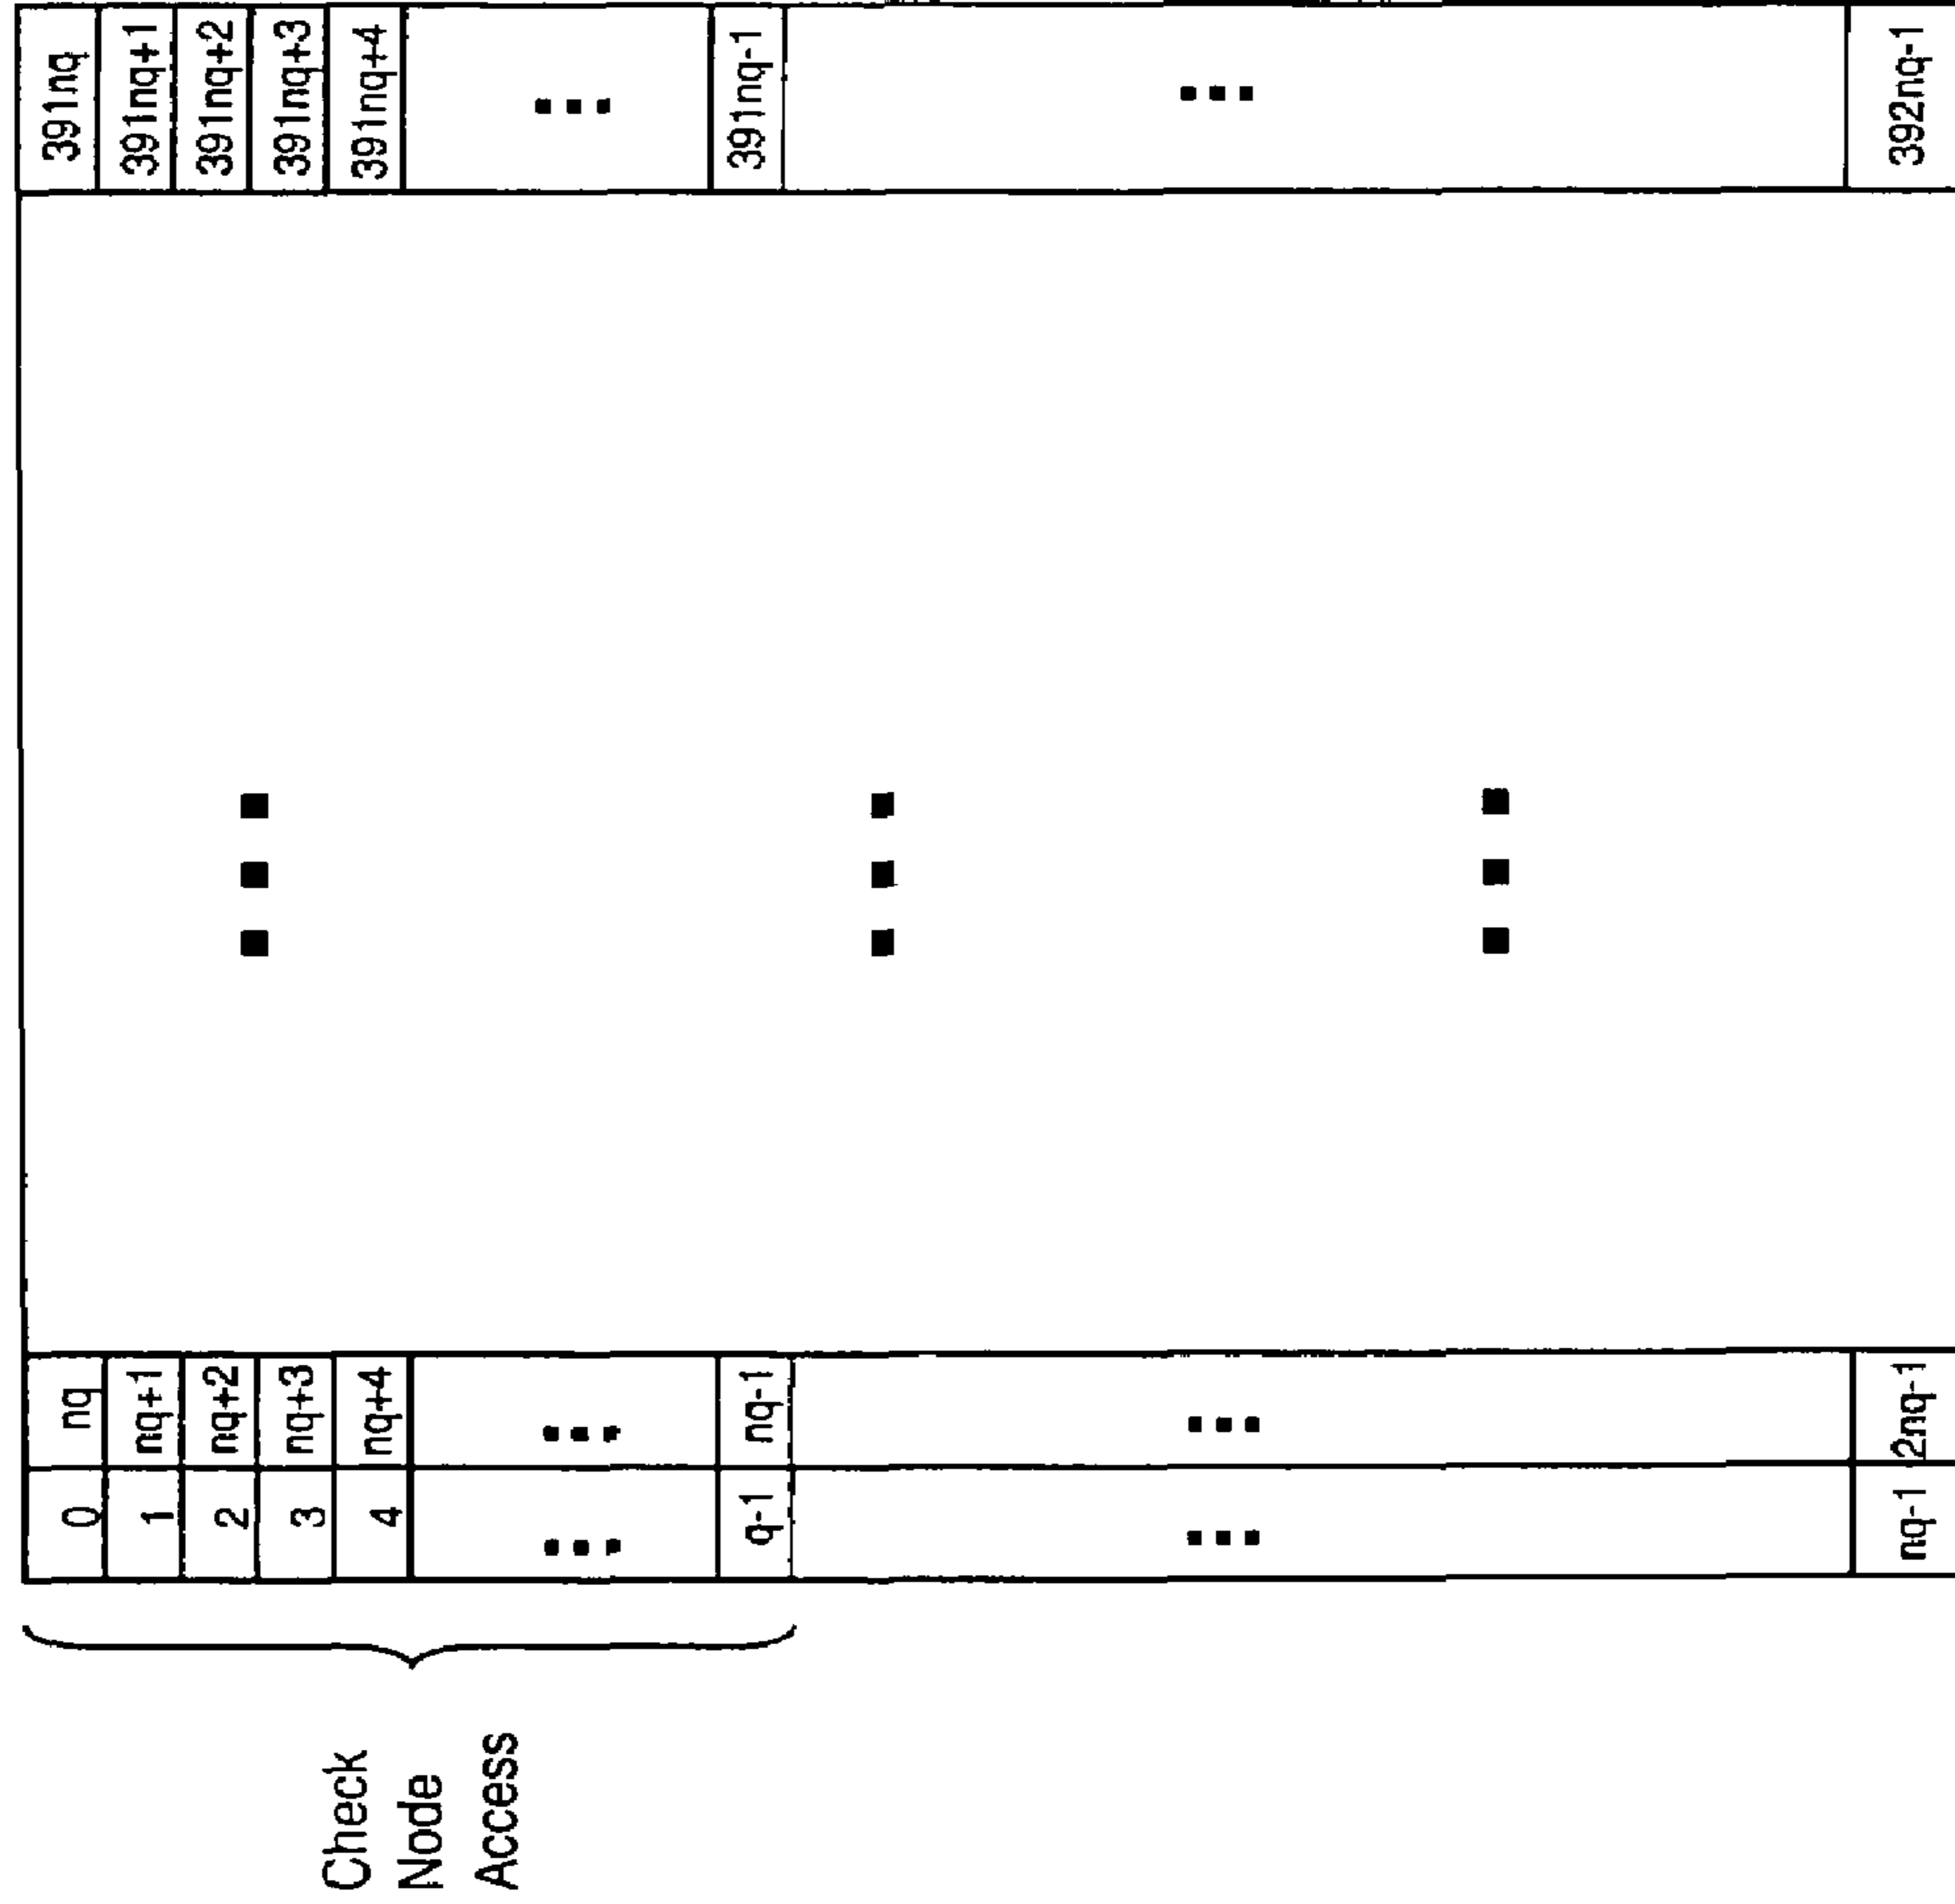 0 nq 391nq
1 nq+1 391nq+1
2 nq+2 391nq+2
3 nq+3 391nq+3
4 nq+4 391nq+4
Check
Node
Access
... ... ...
q-1 nq-1 391nq-1
... ... ...
nq-1 2nq-1 392nq-1